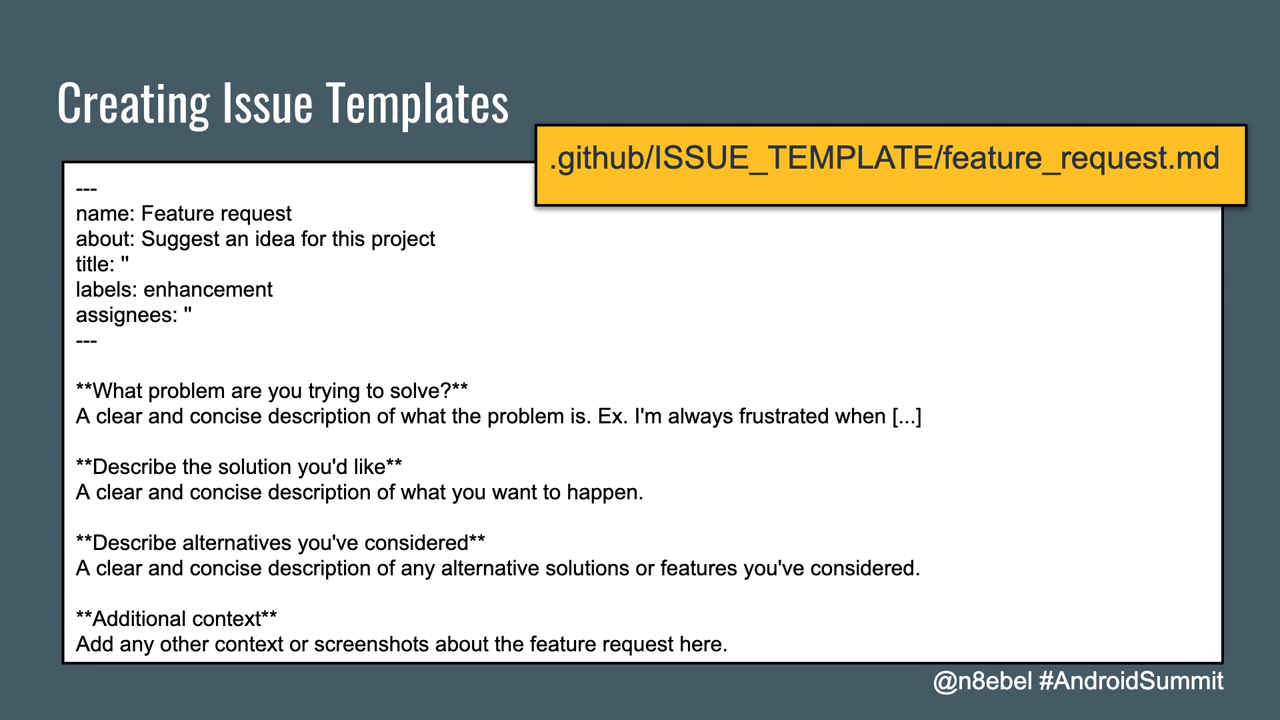 Creating Issue Templates
.github/ISSUE_TEMPLATE/feature_request.md
---
name: Feature request
about: Suggest an idea for this project
title: ''
labels: enhancement
assignees: ''
---
**What problem are you trying to solve?**
A clear and concise description of what the problem is. Ex. I'm always frustrated when [...]
**Describe the solution you'd like**
A clear and concise description of what you want to happen.
**Describe alternatives you've considered**
A clear and concise description of any alternative solutions or features you've considered.
**Additional context**
Add any other context or screenshots about the feature request here.
@n8ebel #AndroidSummit